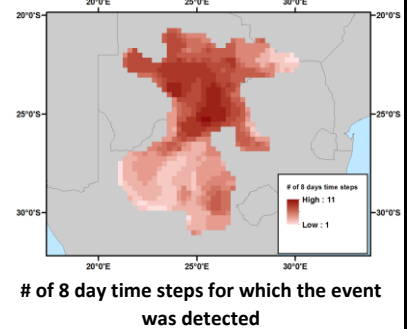 20°0'E 25°0'E 30°0'E
20°0'S 20°0'S
25°0'S 25°0'S
# of 8 days time steps
High : 11
30°0'S 30°0'S
Low : 1
20°0'E 25°0'E 30°0'E
# of 8 day time steps for which the event
was detected